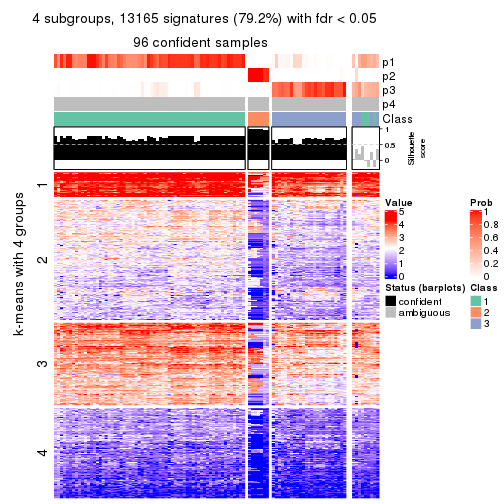 4 subgroups, 13165 signatures (79.2%) with fdr < 0.05
96 confident samples
p1
p2
p3
p4
Class
1
0.5
0
Silhouette
score
k-means with 4 groups
1
2
3
4
Value
5
4
3
2
1
0
Prob
1
0.8
0.6
0.4
0.2
0
Status (barplots)
confident
ambiguous
Class
1
2
3